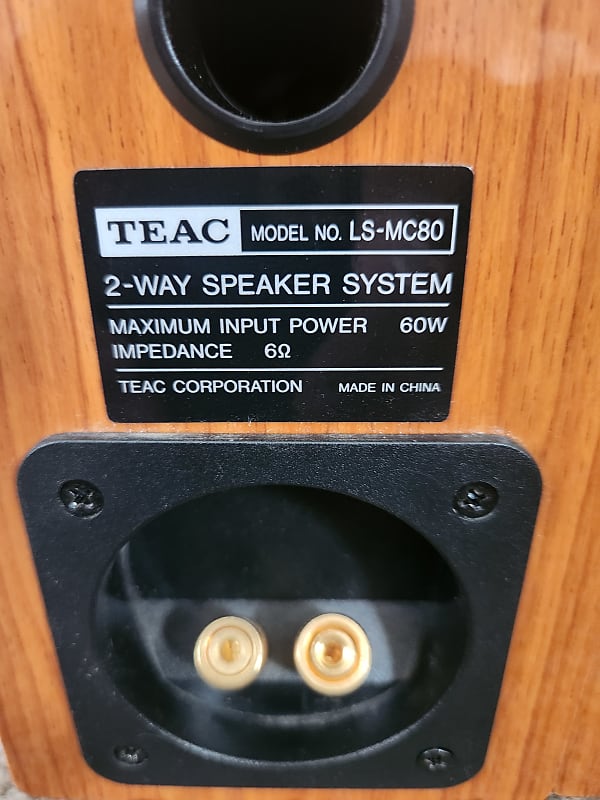 TEAC MODEL NO. LS-MC80
2-WAY SPEAKER SYSTEM
MAXIMUM INPUT POWER 60W
IMPEDANCE 6Ω
TEAC CORPORATION MADE IN CHINA